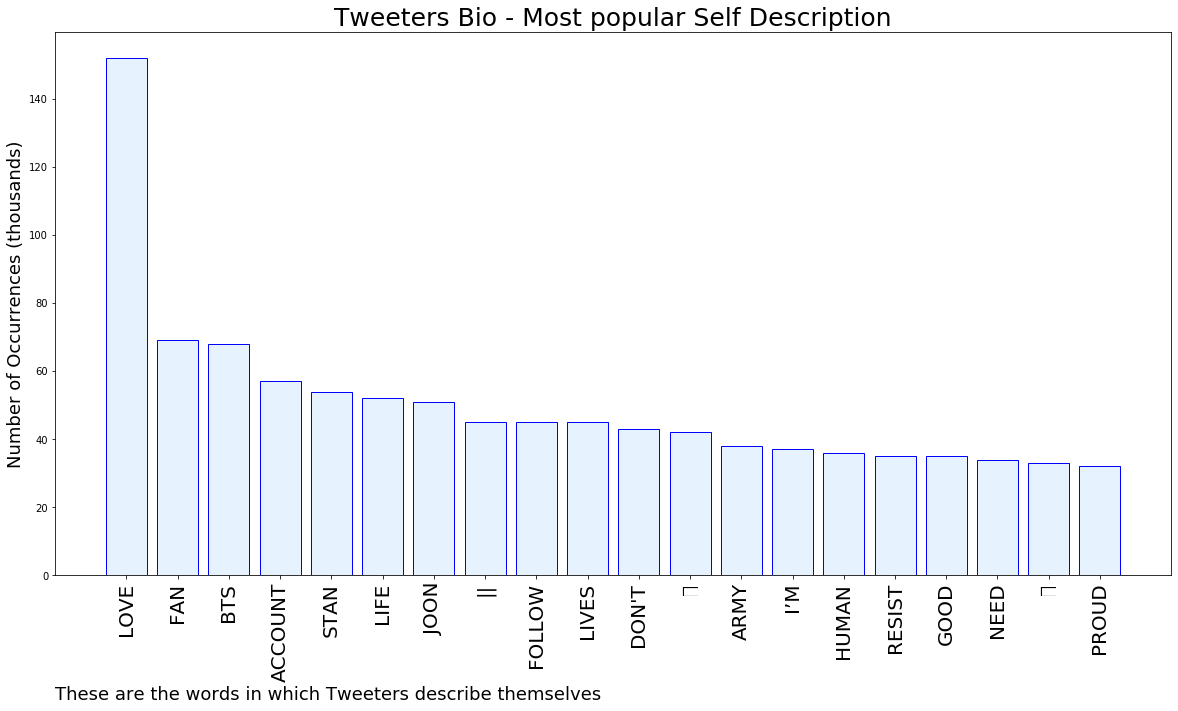 Tweeters Bio - Most popular Self Description
Number of Occurrences (thousands)
140
120
100
80
60
40
20
0
LOVE
FAN
BTS
ACCOUNT
STAN
LIFE
JOON
||
FOLLOW
LIVES
DON'T
ARMY
I’M
HUMAN
RESIST
GOOD
NEED
PROUD
These are the words in which Tweeters describe themselves